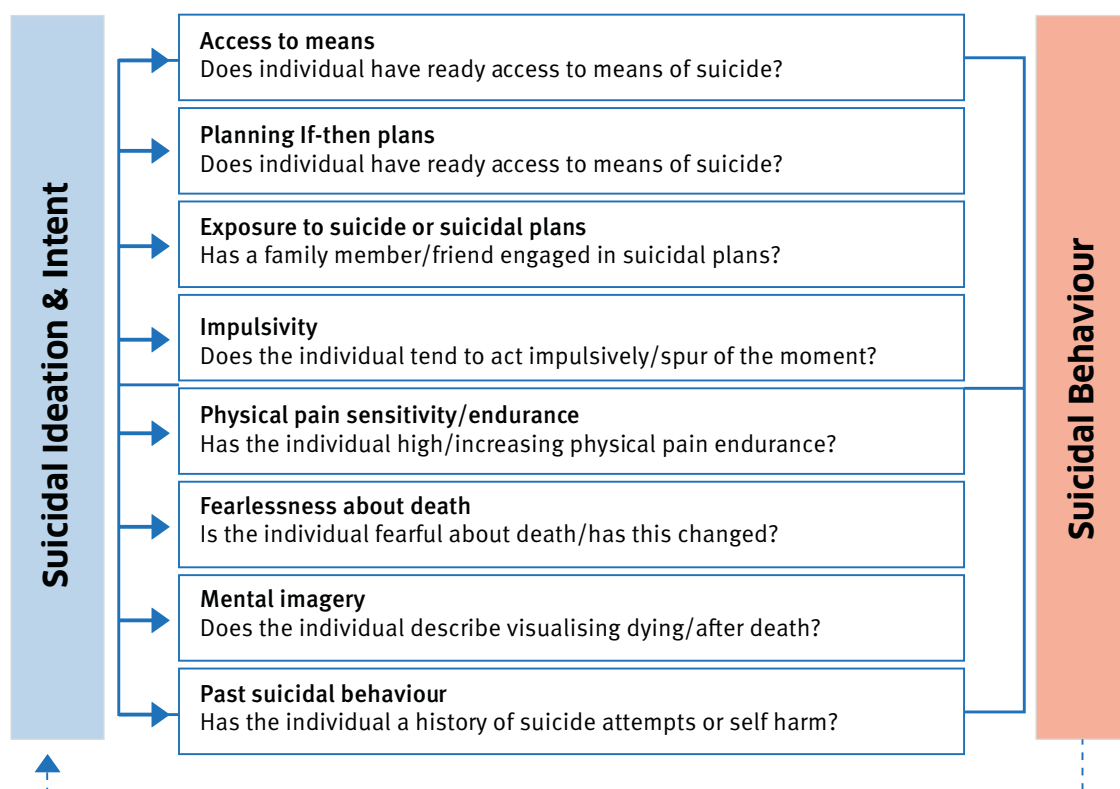 Suicidal Ideation & Intent
Access to means
Does individual have ready access to means of suicide?
Planning If-then plans
Does individual have ready access to means of suicide?
Exposure to suicide or suicidal plans
Has a family member/friend engaged in suicidal plans?
Impulsivity
Does the individual tend to act impulsively/spur of the moment?
Physical pain sensitivity/endurance
Has the individual high/increasing physical pain endurance?
Fearlessness about death
Is the individual fearful about death/has this changed?
Mental imagery
Does the individual describe visualising dying/after death?
Past suicidal behaviour
Has the individual a history of suicide attempts or self harm?
Suicidal Behaviour